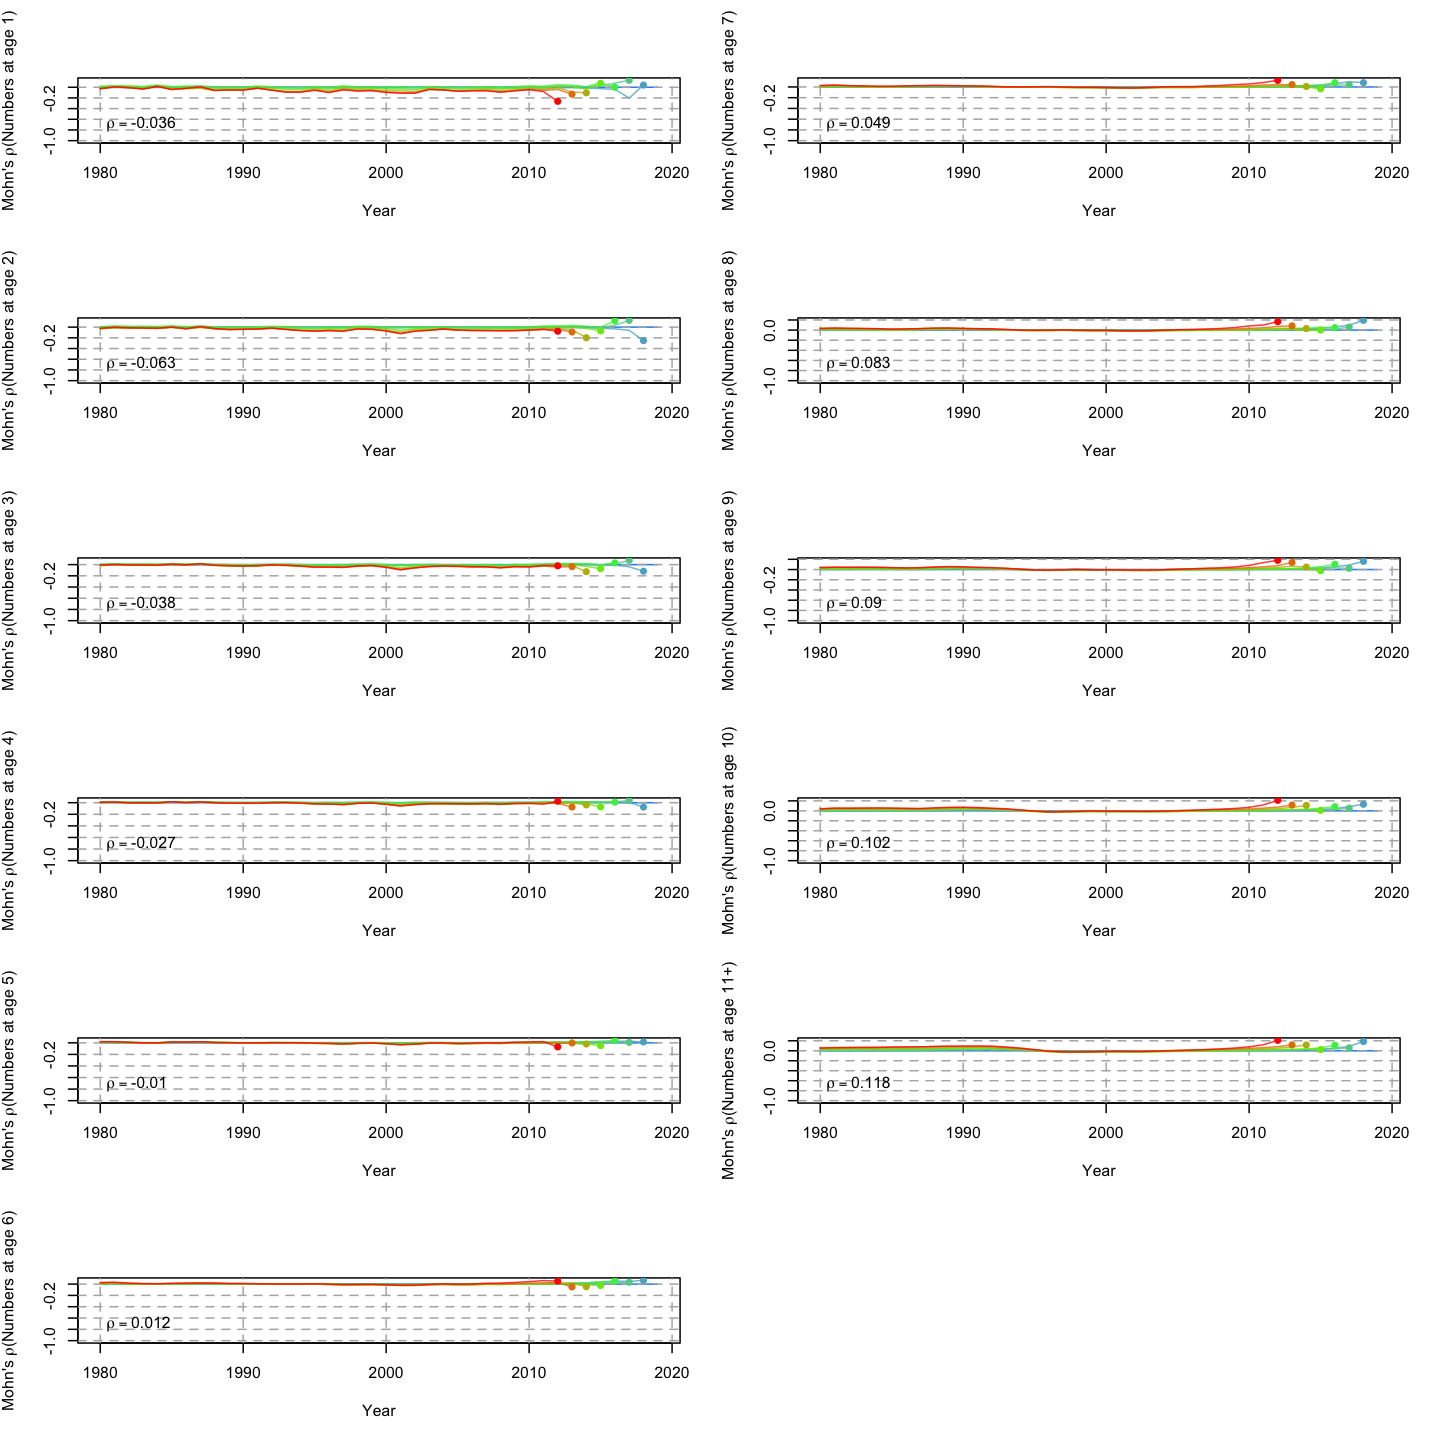 Mohn's ρ(Numbers at age 1)
-0.2
-1.0
ρ = -0.036
1980 1990 2000 2010 2020
Year
Mohn's ρ(Numbers at age 2)
-0.2
-1.0
ρ = -0.063
1980 1990 2000 2010 2020
Year
Mohn's ρ(Numbers at age 3)
-0.2
-1.0
ρ = -0.038
1980 1990 2000 2010 2020
Year
Mohn's ρ(Numbers at age 4)
-0.2
-1.0
ρ = -0.027
1980 1990 2000 2010 2020
Year
Mohn's ρ(Numbers at age 5)
-0.2
-1.0
ρ = -0.01
1980 1990 2000 2010 2020
Year
Mohn's ρ(Numbers at age 6)
-0.2
-1.0
ρ = 0.012
1980 1990 2000 2010 2020
Year
Mohn's ρ(Numbers at age 7)
-0.2
-1.0
ρ = 0.049
1980 1990 2000 2010 2020
Year
Mohn's ρ(Numbers at age 8)
0.0
-1.0
ρ = 0.083
1980 1990 2000 2010 2020
Year
Mohn's ρ(Numbers at age 9)
-0.2
-1.0
ρ = 0.09
1980 1990 2000 2010 2020
Year
Mohn's ρ(Numbers at age 10)
0.0
-1.0
ρ = 0.102
1980 1990 2000 2010 2020
Year
Mohn's ρ(Numbers at age 11+)
0.0
-1.0
ρ = 0.118
1980 1990 2000 2010 2020
Year